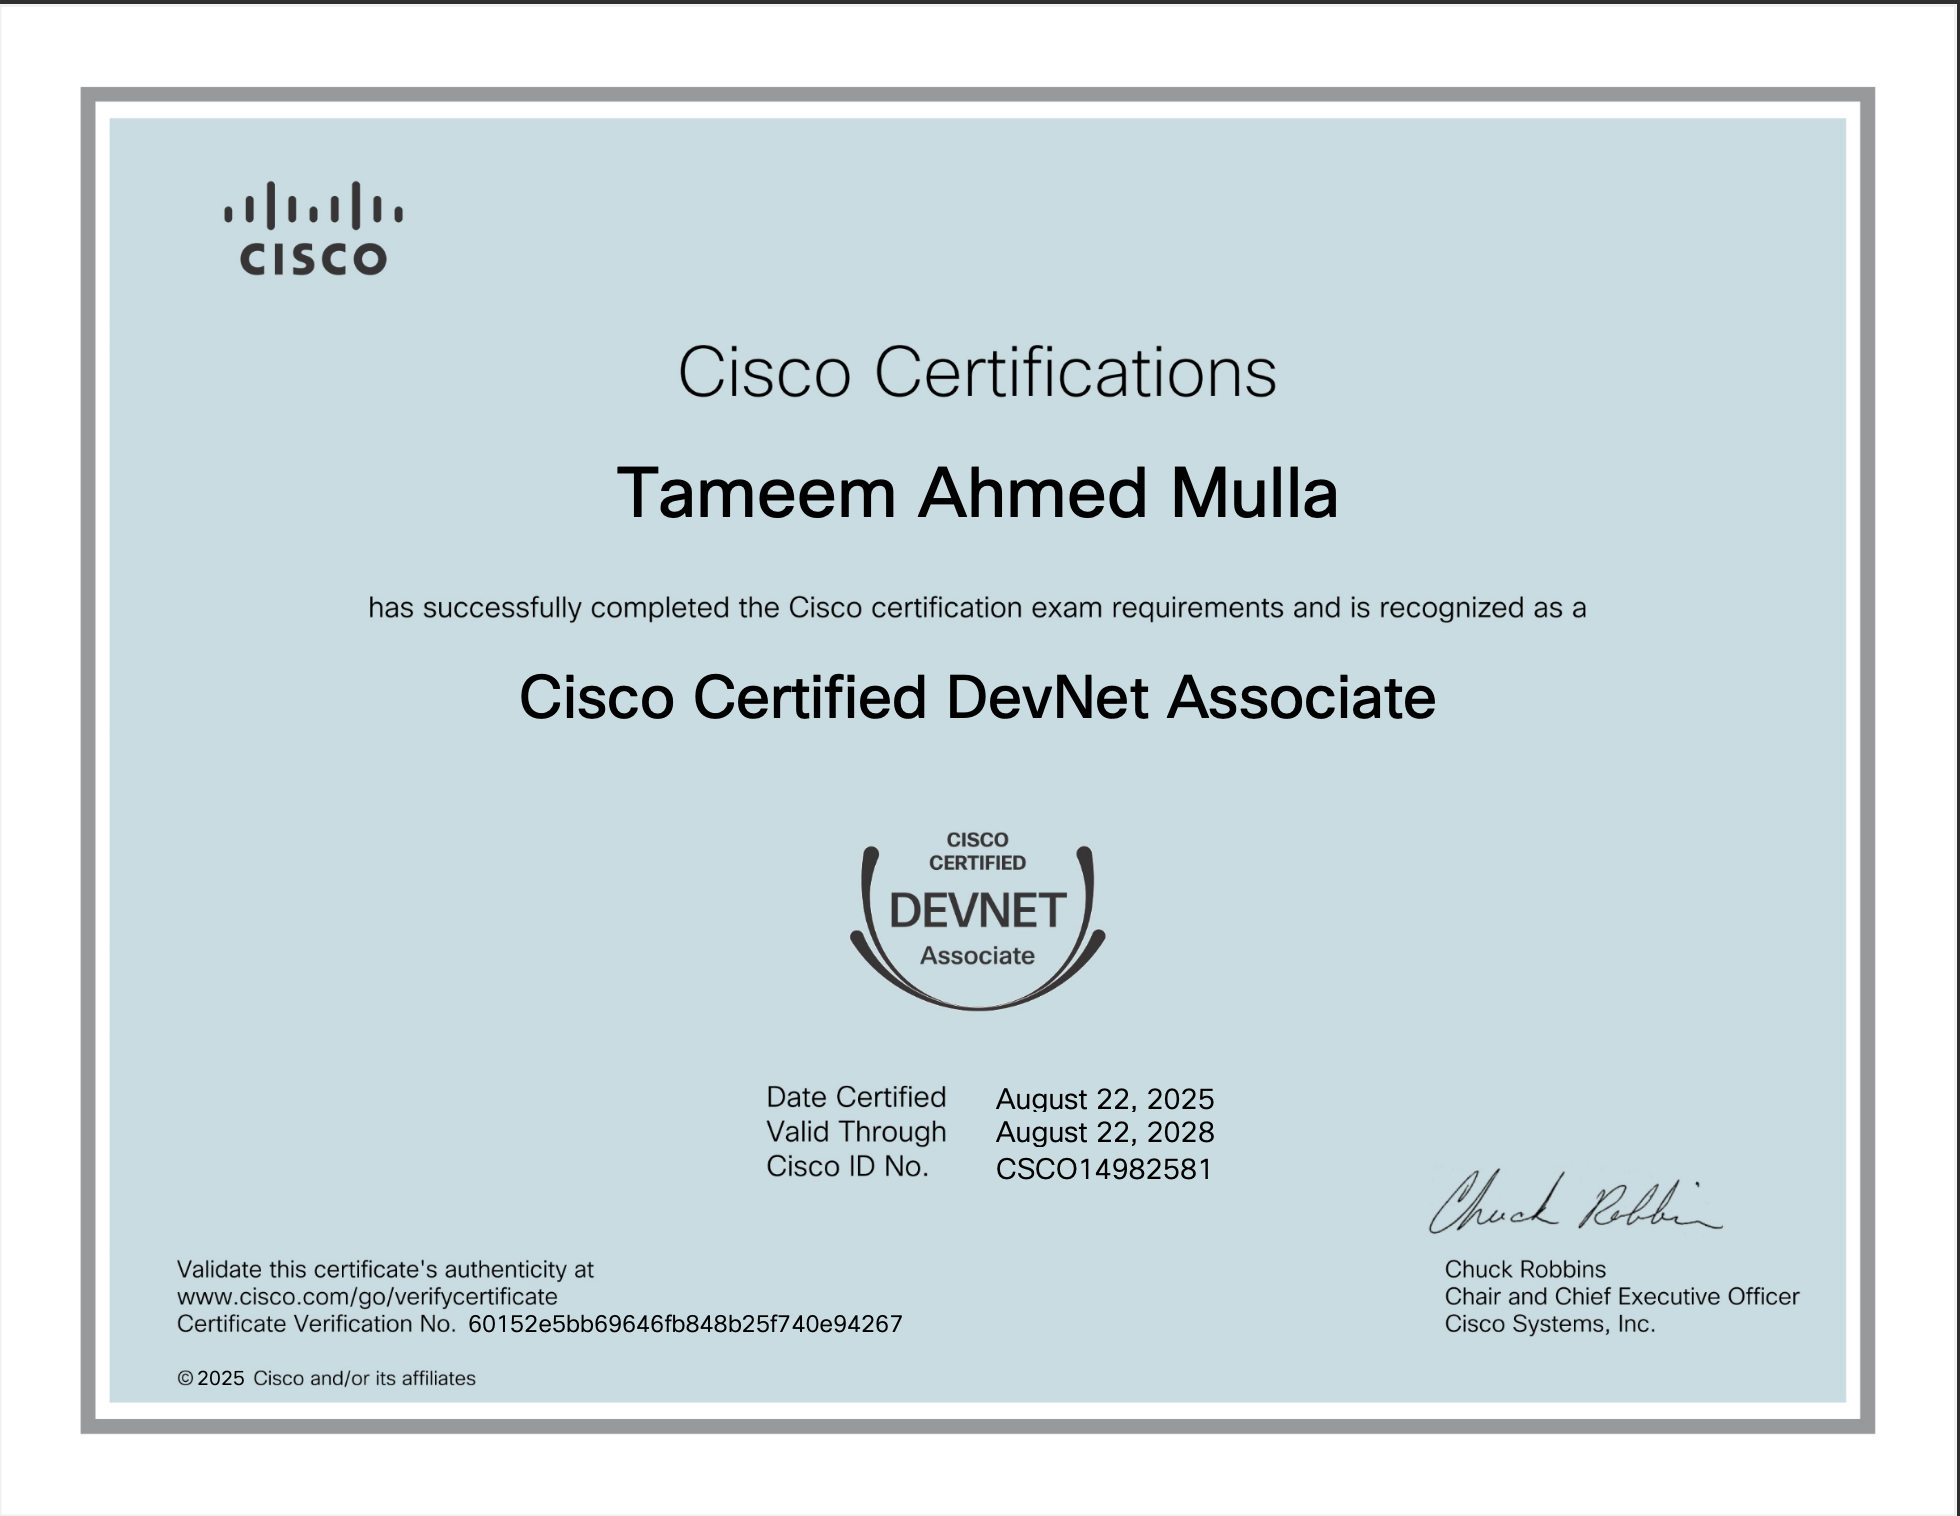 CISCO
Cisco Certifications
Tameem Ahmed Mulla
has successfully completed the Cisco certification exam requirements and is recognized as a
Cisco Certified DevNet Associate
CISCO
CERTIFIED
DEVNET
Associate
Date Certified August 22, 2025
Valid Through August 22, 2028
Cisco ID No. CSCO14982581
Chuck Robbins
Validate this certificate's authenticity at
www.cisco.com/go/verifycertificate
Certificate Verification No. 60152e5bb69646fb848b25f740e94267
© 2025 Cisco and/or its affiliates
Chuck Robbins
Chair and Chief Executive Officer
Cisco Systems, Inc.